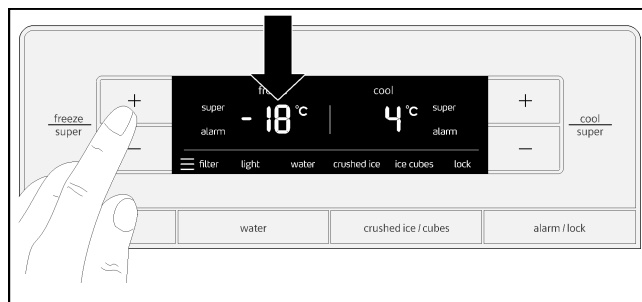 freeze
super
+
−
fre
cool
super
alarm
-18 °C
4 °C
super
alarm
filter light water crushed ice ice cubes lock
+
−
cool
super
water crushed ice / cubes alarm / lock